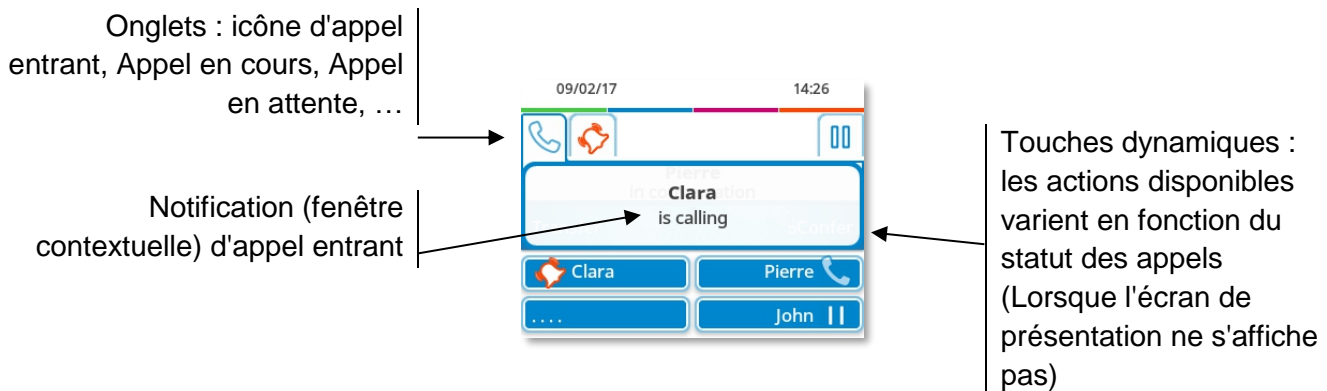 Onglets : icône d'appel
entrant, Appel en cours, Appel
en attente, …
Notification (fenêtre
contextuelle) d'appel entrant
09/02/17 14:26
Pierre
Clara
is calling
Clara Pierre
.... John
Touches dynamiques :
les actions disponibles
varient en fonction du
statut des appels
(Lorsque l'écran de
présentation ne s'affiche
pas)